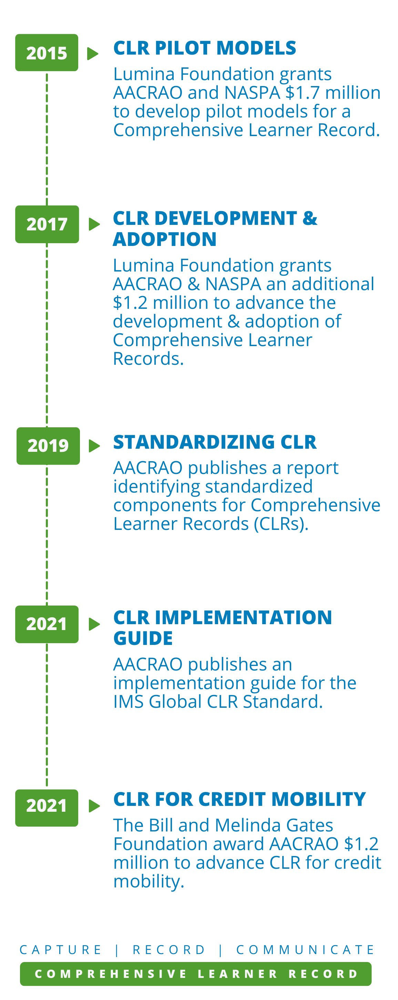 2015
CLR PILOT MODELS
Lumina Foundation grants
AACRAO and NASPA $1.7 million
to develop pilot models for a
Comprehensive Learner Record.
2017
CLR DEVELOPMENT &
ADOPTION
Lumina Foundation grants
AACRAO & NASPA an additional
$1.2 million to advance the
development & adoption of
Comprehensive Learner
Records.
2019
STANDARDIZING CLR
AACRAO publishes a report
identifying standardized
components for Comprehensive
Learner Records (CLRs).
2021
CLR IMPLEMENTATION
GUIDE
AACRAO publishes an
implementation guide for the
IMS Global CLR Standard.
2021
CLR FOR CREDIT MOBILITY
The Bill and Melinda Gates
Foundation award AACRAO $1.2
million to advance CLR for credit
mobility.
CAPTURE | RECORD | COMMUNICATE
COMPREHENSIVE LEARNER RECORD